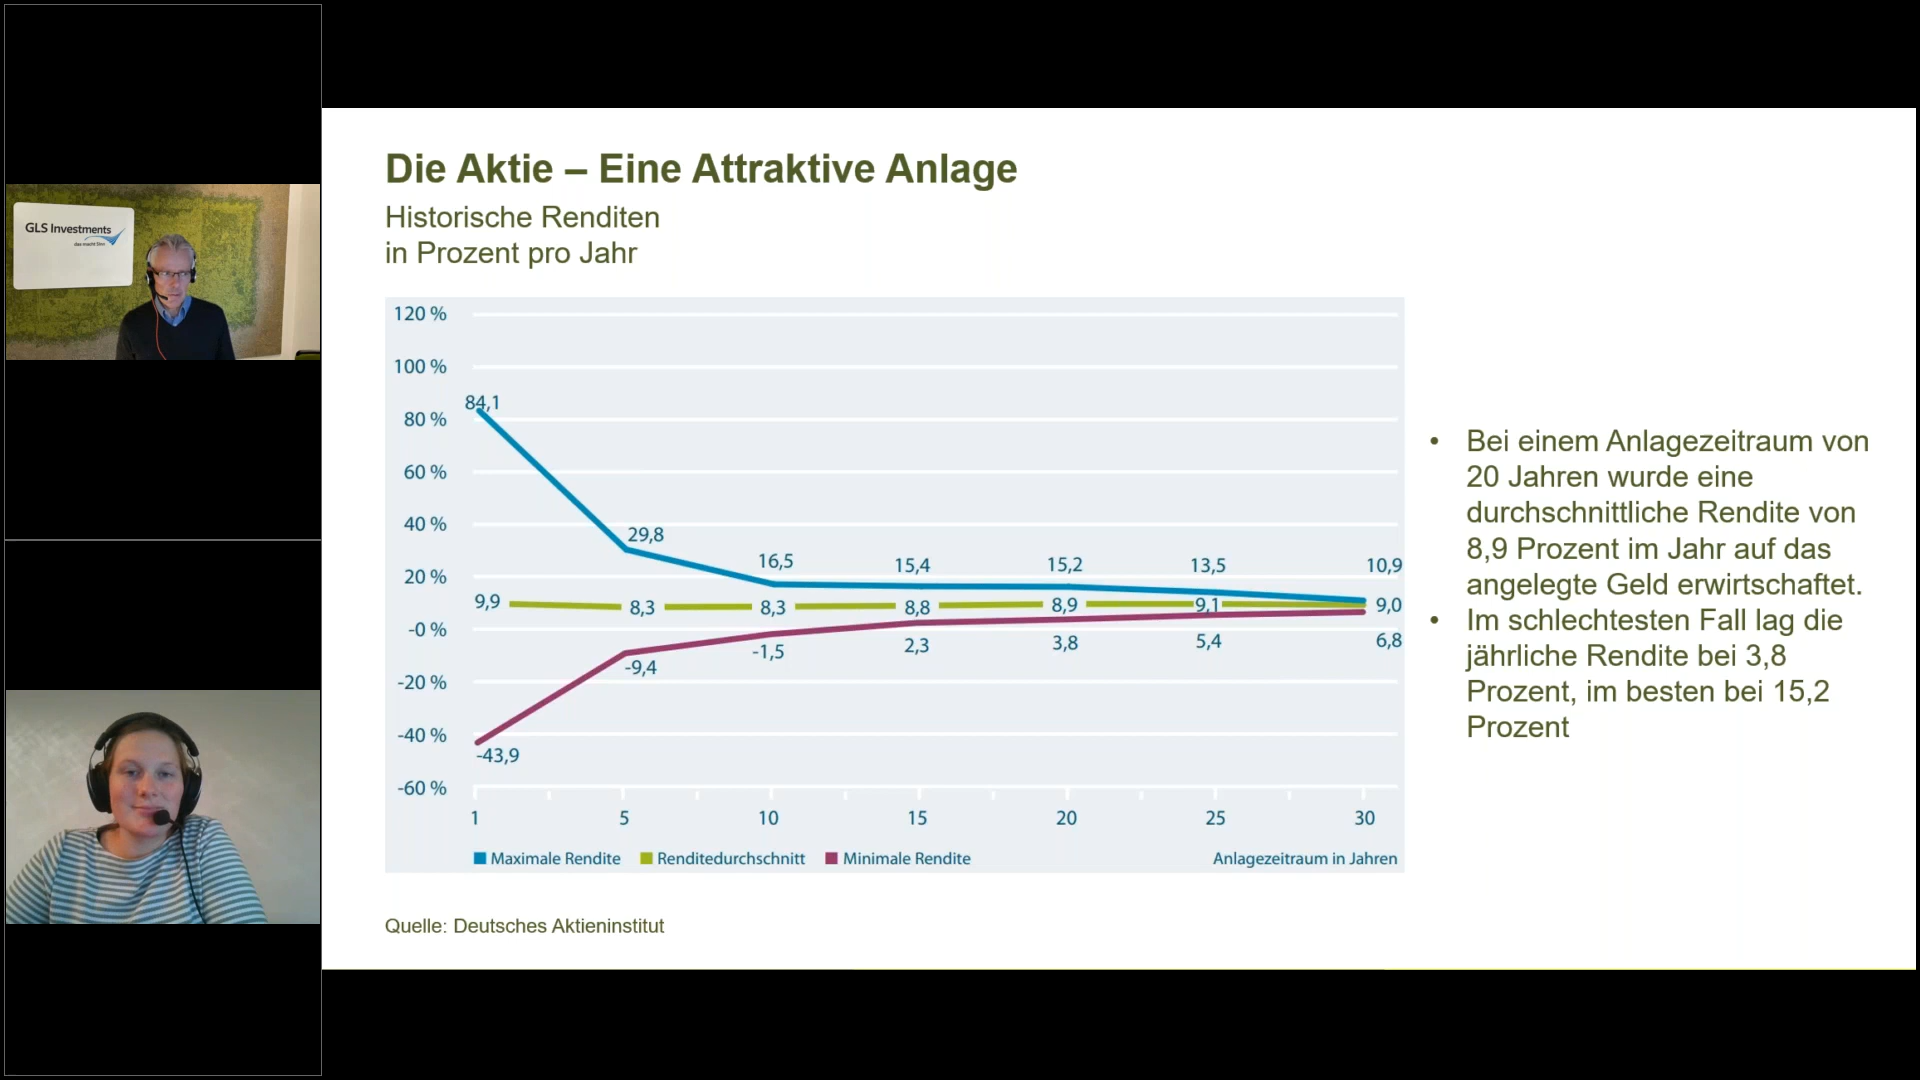 GLS Investments
das macht Sinn
Die Aktie – Eine Attraktive Anlage
Historische Renditen
in Prozent pro Jahr
120 %
100 %
80 %
60 %
40 %
20 %
-0 %
-20 %
-40 %
-60 %
84,1
29,8
16,5
15,4
15,2
13,5
10,9
9,9
8,3
8,3
8,8
8,9
9,1
9,0
-43,9
-9,4
-1,5
2,3
3,8
5,4
6,8
1 5 10 15 20 25 30
Maximale Rendite Renditedurchschnitt Minimale Rendite Anlagezeitraum in Jahren
• Bei einem Anlagezeitraum von
20 Jahren wurde eine
durchschnittliche Rendite von
8,9 Prozent im Jahr auf das
angelegte Geld erwirtschaftet.
• Im schlechtesten Fall lag die
jährliche Rendite bei 3,8
Prozent, im besten bei 15,2
Prozent
Quelle: Deutsches Aktieninstitut